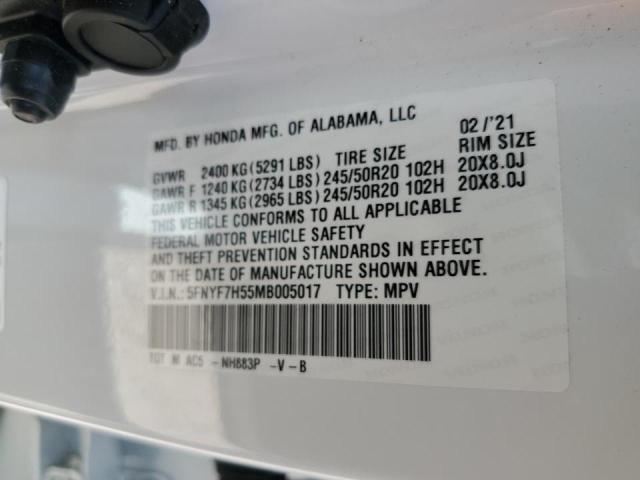 MFD. BY HONDA MFG. OF ALABAMA, LLC 02/'21
GVWR 2400 KG (5291 LBS) TIRE SIZE RIM SIZE
GAWR F 1240 KG (2734 LBS) 245/50R20 102H 20X8.0J
GAWR R 1345 KG (2965 LBS) 245/50R20 102H 20X8.0J
THIS VEHICLE CONFORMS TO ALL APPLICABLE
FEDERAL MOTOR VEHICLE SAFETY
AND THEFT PREVENTION STANDARDS IN EFFECT
ON THE DATE OF MANUFACTURE SHOWN ABOVE.
V.I.N.: 5FNYF7H55MB005017 TYPE: MPV
TGT M AC5 - NH883P -V-B